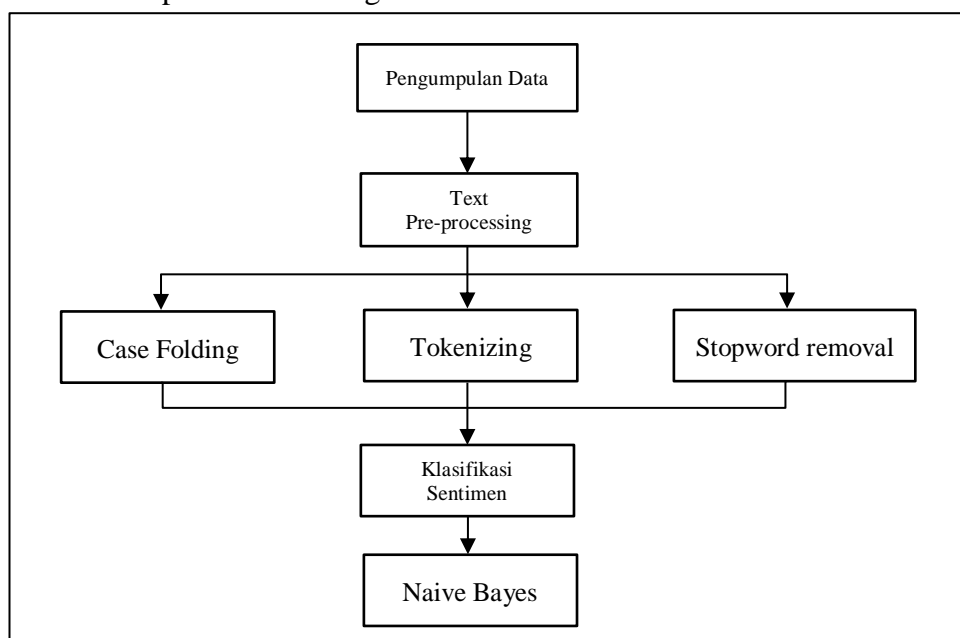 Pengumpulan Data
Text
Pre-processing
Case Folding
Tokenizing
Stopword removal
Klasifikasi
Sentimen
Naive Bayes